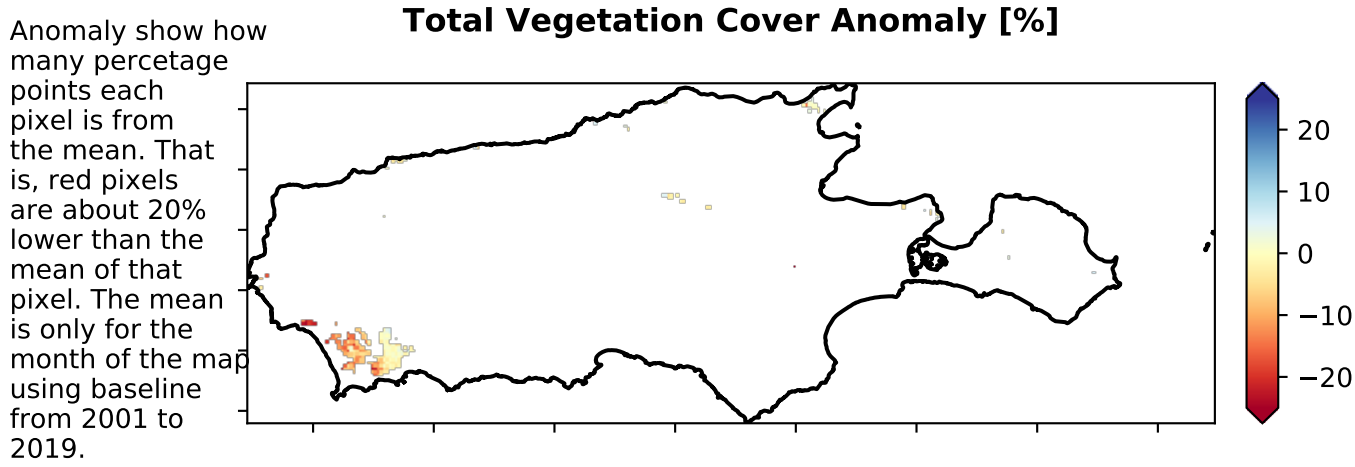 Total Vegetation Cover Anomaly [%]
Anomaly show how
many percetage
points each
pixel is from
the mean. That
is, red pixels
are about 20%
lower than the
mean of that
pixel. The mean
is only for the
month of the map
using baseline
from 2001 to
2019.
20
10
0
−10
−20